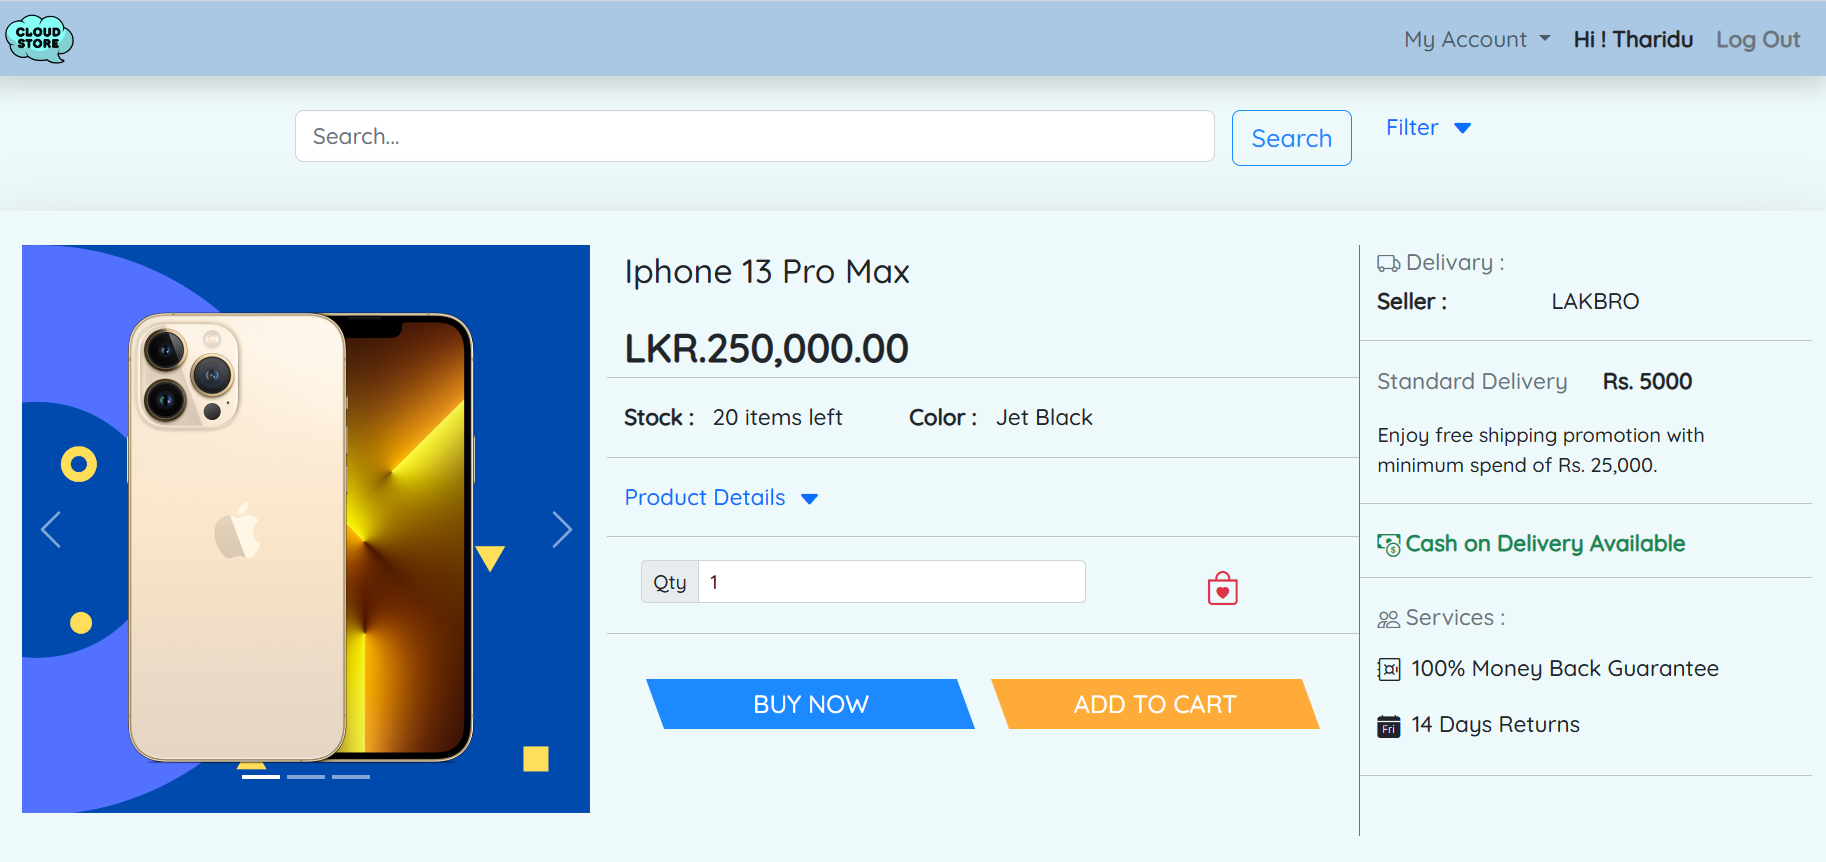 CLOUD
STORE
My Account
Hi ! Tharidu
Log Out
Search...
Search
Filter
Iphone 13 Pro Max
LKR.250,000.00
Stock : 20 items left
Color : Jet Black
Product Details
Qty 1
BUY NOW
ADD TO CART
Delivary :
Seller : LAKBRO
Standard Delivery Rs. 5000
Enjoy free shipping promotion with
minimum spend of Rs. 25,000.
Cash on Delivery Available
Services :
100% Money Back Guarantee
Fri
14 Days Returns